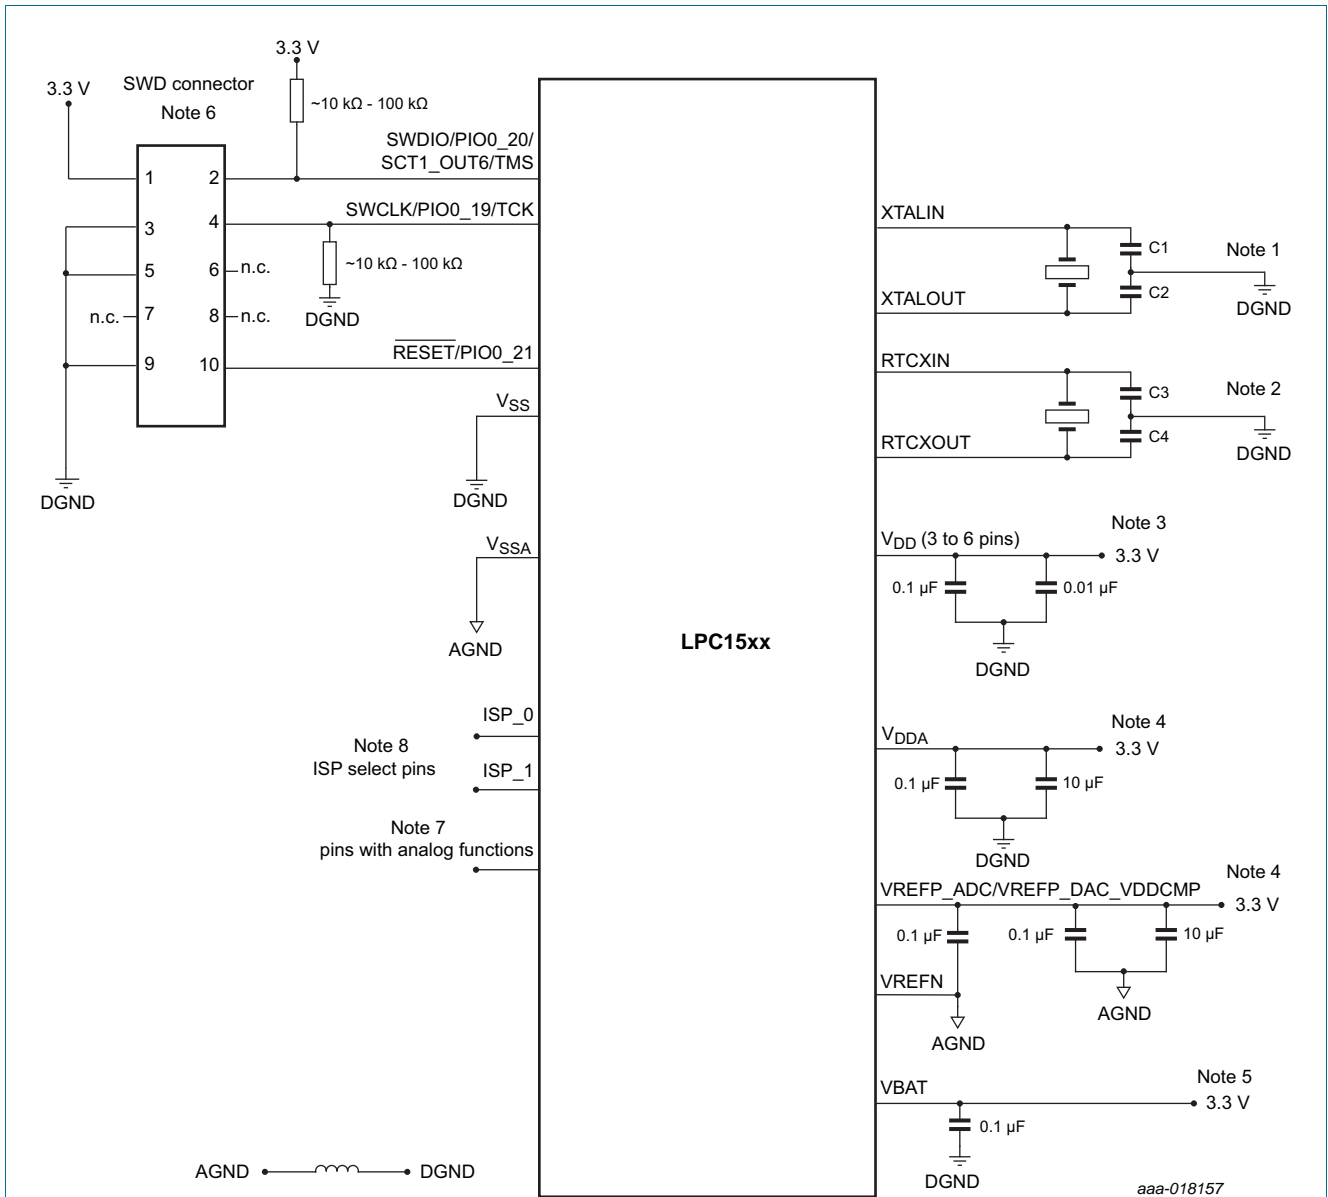 3.3 V
3.3 V
SWD connector
Note 6
~10 kΩ - 100 kΩ
SWDIO/PIO0_20/
SCT1_OUT6/TMS
1
2
SWCLK/PIO0_19/TCK
3
4
~10 kΩ - 100 kΩ
DGND
5
6
n.c.
n.c.
7
8
n.c.
9
10
RESET/PIO0_21
DGND
VSS
DGND
VSSA
AGND
ISP_0
Note 8
ISP select pins
ISP_1
Note 7
pins with analog functions
AGND
DGND
LPC15xx
XTALIN
C1
Note 1
C2
XTALOUT
DGND
RTCXIN
C3
Note 2
C4
RTCXOUT
DGND
Note 3
VDD (3 to 6 pins)
3.3 V
0.1 µF
0.01 µF
DGND
Note 4
VDDA
3.3 V
0.1 µF
10 µF
DGND
Note 4
VREFP_ADC/VREFP_DAC_VDDCMP
3.3 V
0.1 µF
0.1 µF
10 µF
VREFN
AGND
AGND
Note 5
VBAT
3.3 V
0.1 µF
DGND
aaa-018157